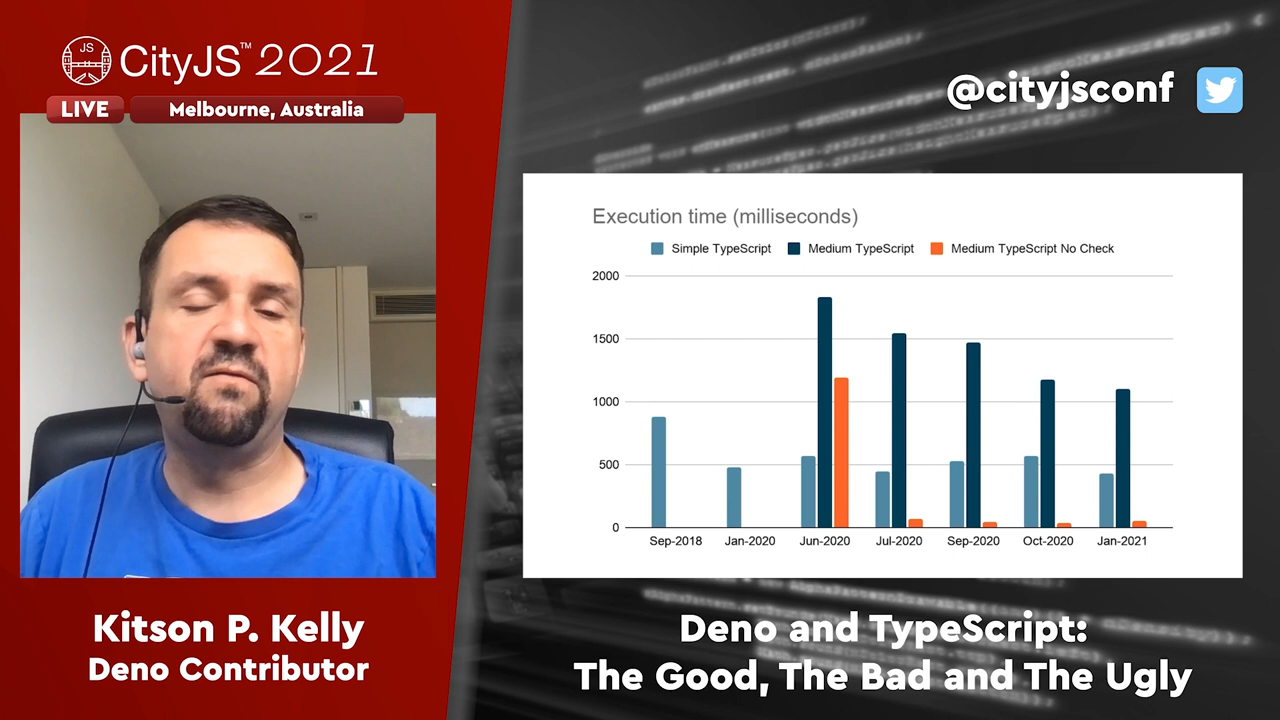 JS
CityJS™ 2021
LIVE
Melbourne, Australia
@cityjsconf
Execution time (milliseconds)
Simple TypeScript
Medium TypeScript
Medium TypeScript No Check
2000
1500
1000
500
0
Sep-2018
Jan-2020
Jun-2020
Jul-2020
Sep-2020
Oct-2020
Jan-2021
Kitson P. Kelly
Deno Contributor
Deno and TypeScript:
The Good, The Bad and The Ugly